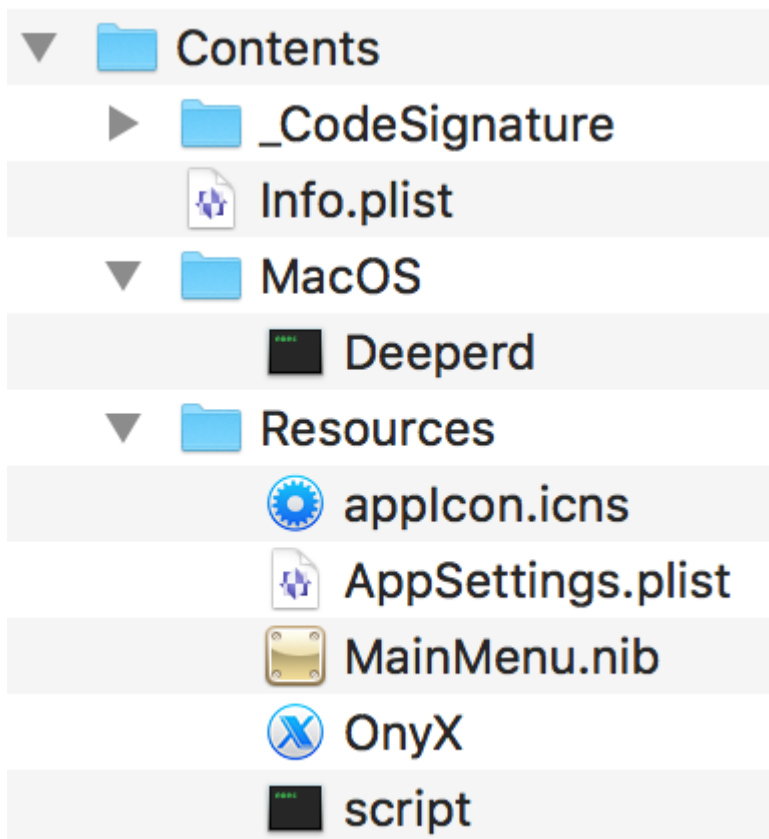 Contents
_CodeSignature
Info.plist
MacOS
Deeperd
Resources
appIcon.icns
AppSettings.plist
MainMenu.nib
OnyX
script